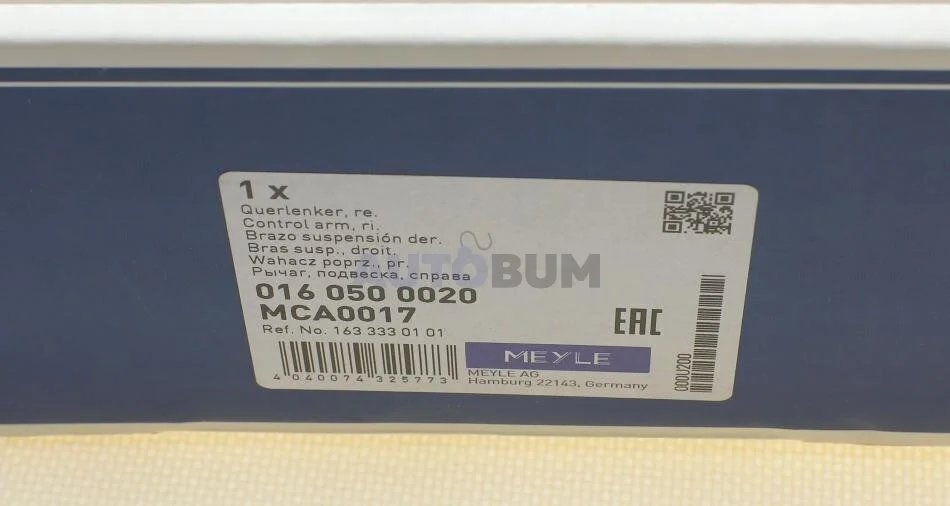 1 x
Querlenker, re.
Control arm, ri.
Brazo suspensión der.
Bras susp., droit.
Wahacz poprz., pr.
Рычаг, подвеска, справа
AUTOBUM
016 050 0020
MCA0017
Ref. No. 163 333 01 01
EAC
4 040074 325773
MEYLE
MEYLE AG
Hamburg 22143, Germany
000U200